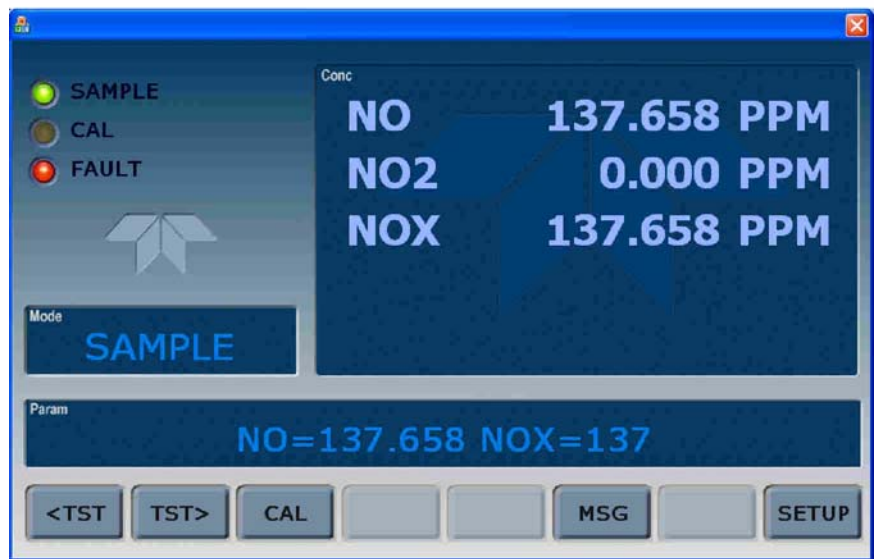 SAMPLE
CAL
FAULT
Conc
NO 137.658 PPM
NO2 0.000 PPM
NOX 137.658 PPM
Mode
SAMPLE
Param
NO=137.658 NOX=137
<TST TST> CAL MSG SETUP